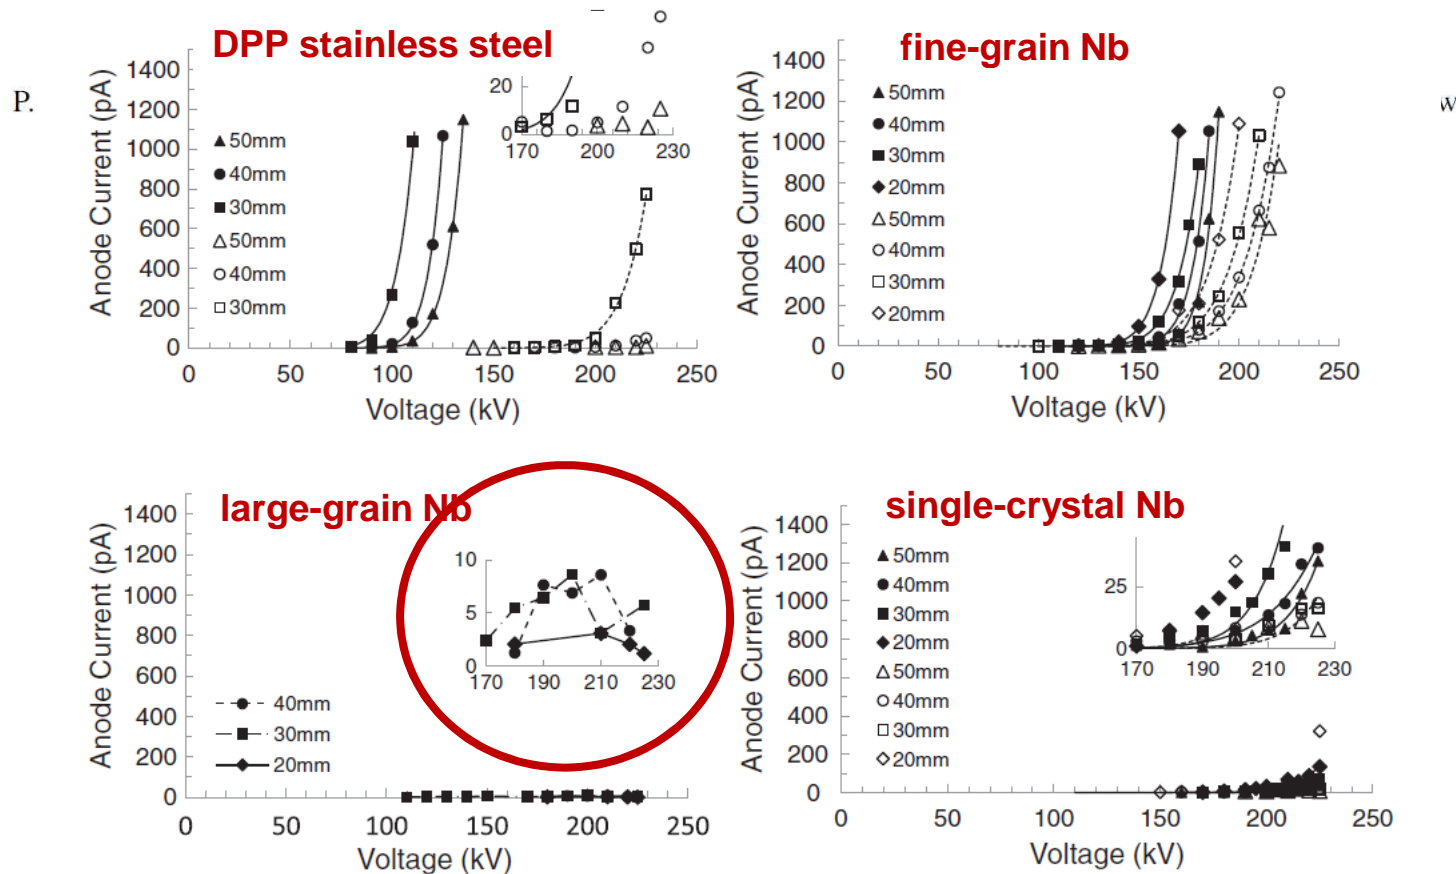 P.
w
DPP stainless steel
Anode Current (pA)
1400
1200
1000
800
600
400
200
0
50mm
40mm
30mm
50mm
40mm
30mm
20
0
170
200
230
0
50
100
150
200
250
Voltage (kV)
fine-grain Nb
Anode Current (pA)
1400
1200
1000
800
600
400
200
0
50mm
40mm
30mm
20mm
50mm
40mm
30mm
20mm
0
50
100
150
200
250
Voltage (kV)
large-grain Nb
Anode Current (pA)
1400
1200
1000
800
600
400
200
0
10
5
0
170
190
210
230
40mm
30mm
20mm
0
50
100
150
200
250
Voltage (kV)
single-crystal Nb
Anode Current (pA)
1400
1200
1000
800
600
400
200
0
50mm
40mm
30mm
20mm
50mm
40mm
30mm
20mm
25
0
170
190
210
230
0
50
100
150
200
250
Voltage (kV)